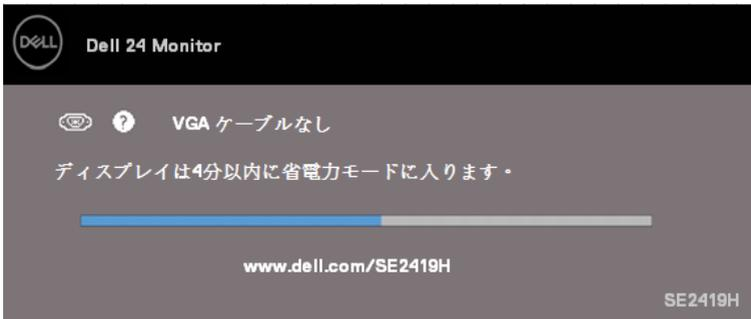 DELL
Dell 24 Monitor
? VGA ケーブルなし
ディスプレイは4分以内に省電力モードに入ります。
www.dell.com/SE2419H
SE2419H